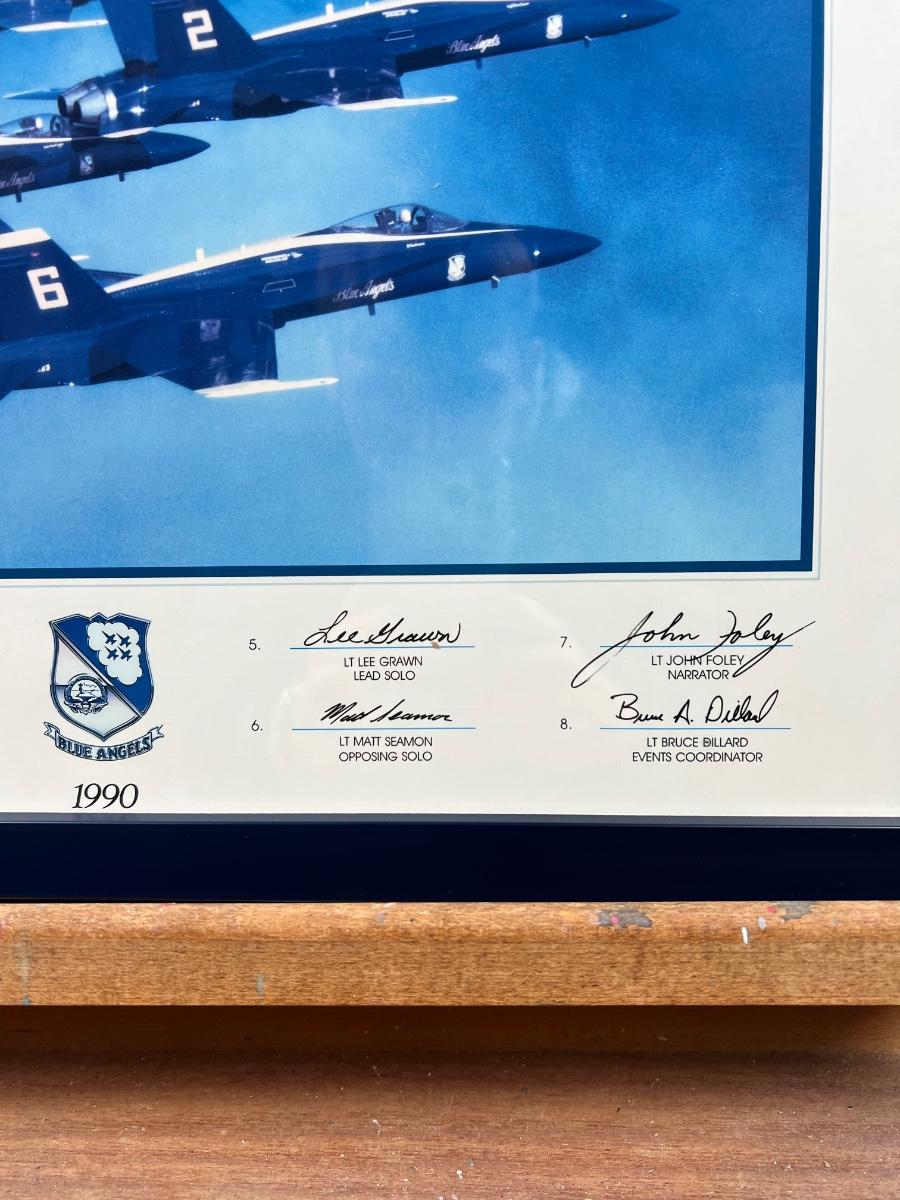 2
Blue Angels
Blue Angels
6
Blue Angels
5. Lee Grawn
LT LEE GRAWN
LEAD SOLO
6. Matt Seamon
LT MATT SEAMON
OPPOSING SOLO
7. John Foley
LT JOHN FOLEY
NARRATOR
8. Bruce A. Dillard
LT BRUCE DILLARD
EVENTS COORDINATOR
BLUE ANGELS
1990